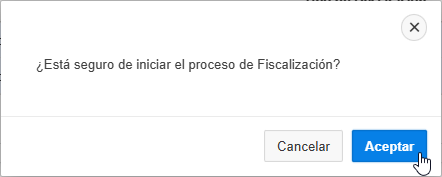 ¿Está seguro de iniciar el proceso de Fiscalización?
Cancelar
Aceptar